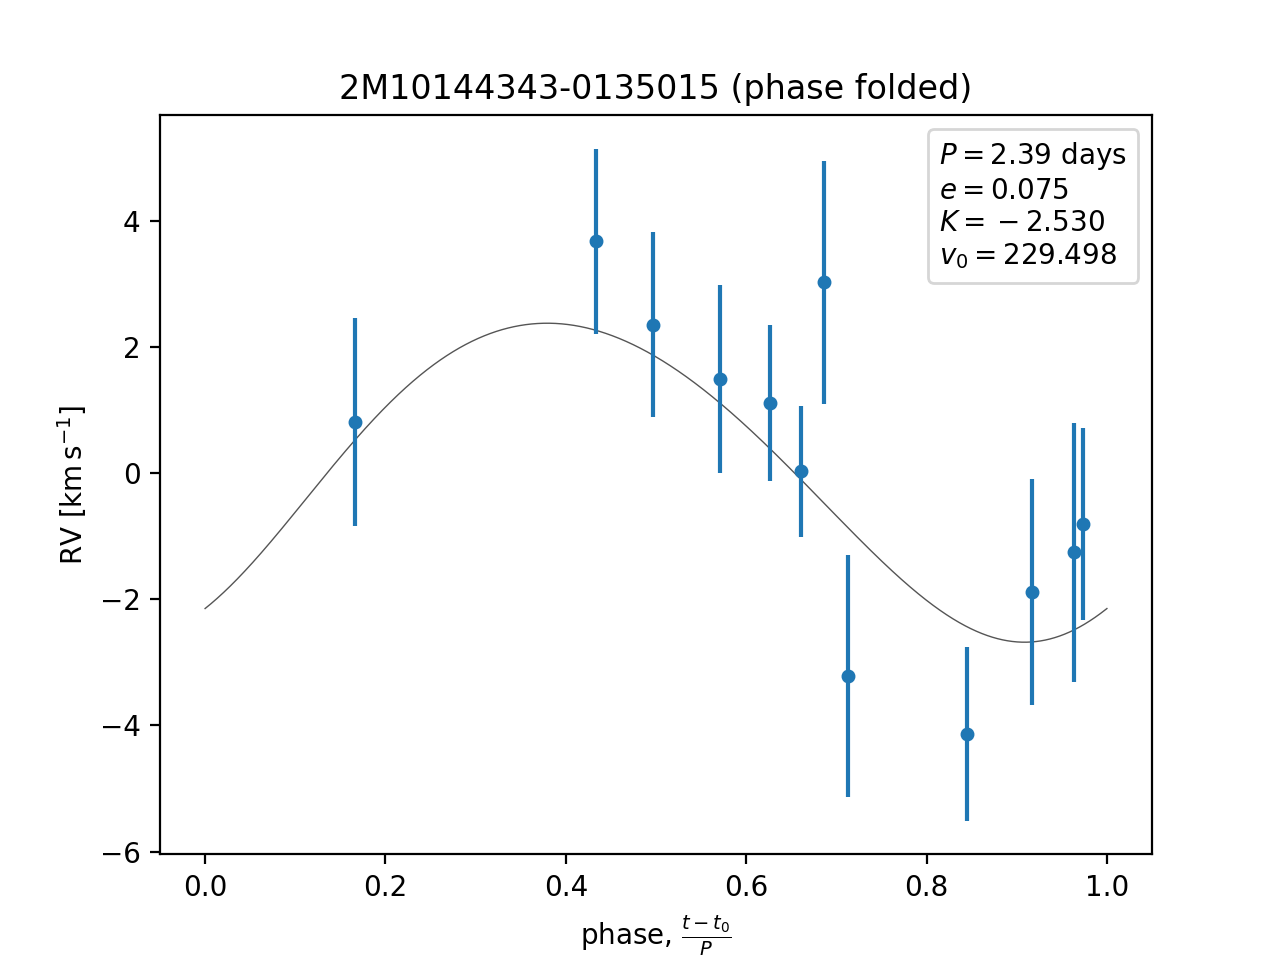 2M10144343-0135015 (phase folded)
P = 2.39 days
e = 0.075
K = −2.530
v₀ = 229.498
RV [km s⁻¹]
4
2
0
−2
−4
−6
0.0 0.2 0.4 0.6 0.8 1.0
phase, (t − t₀)/P